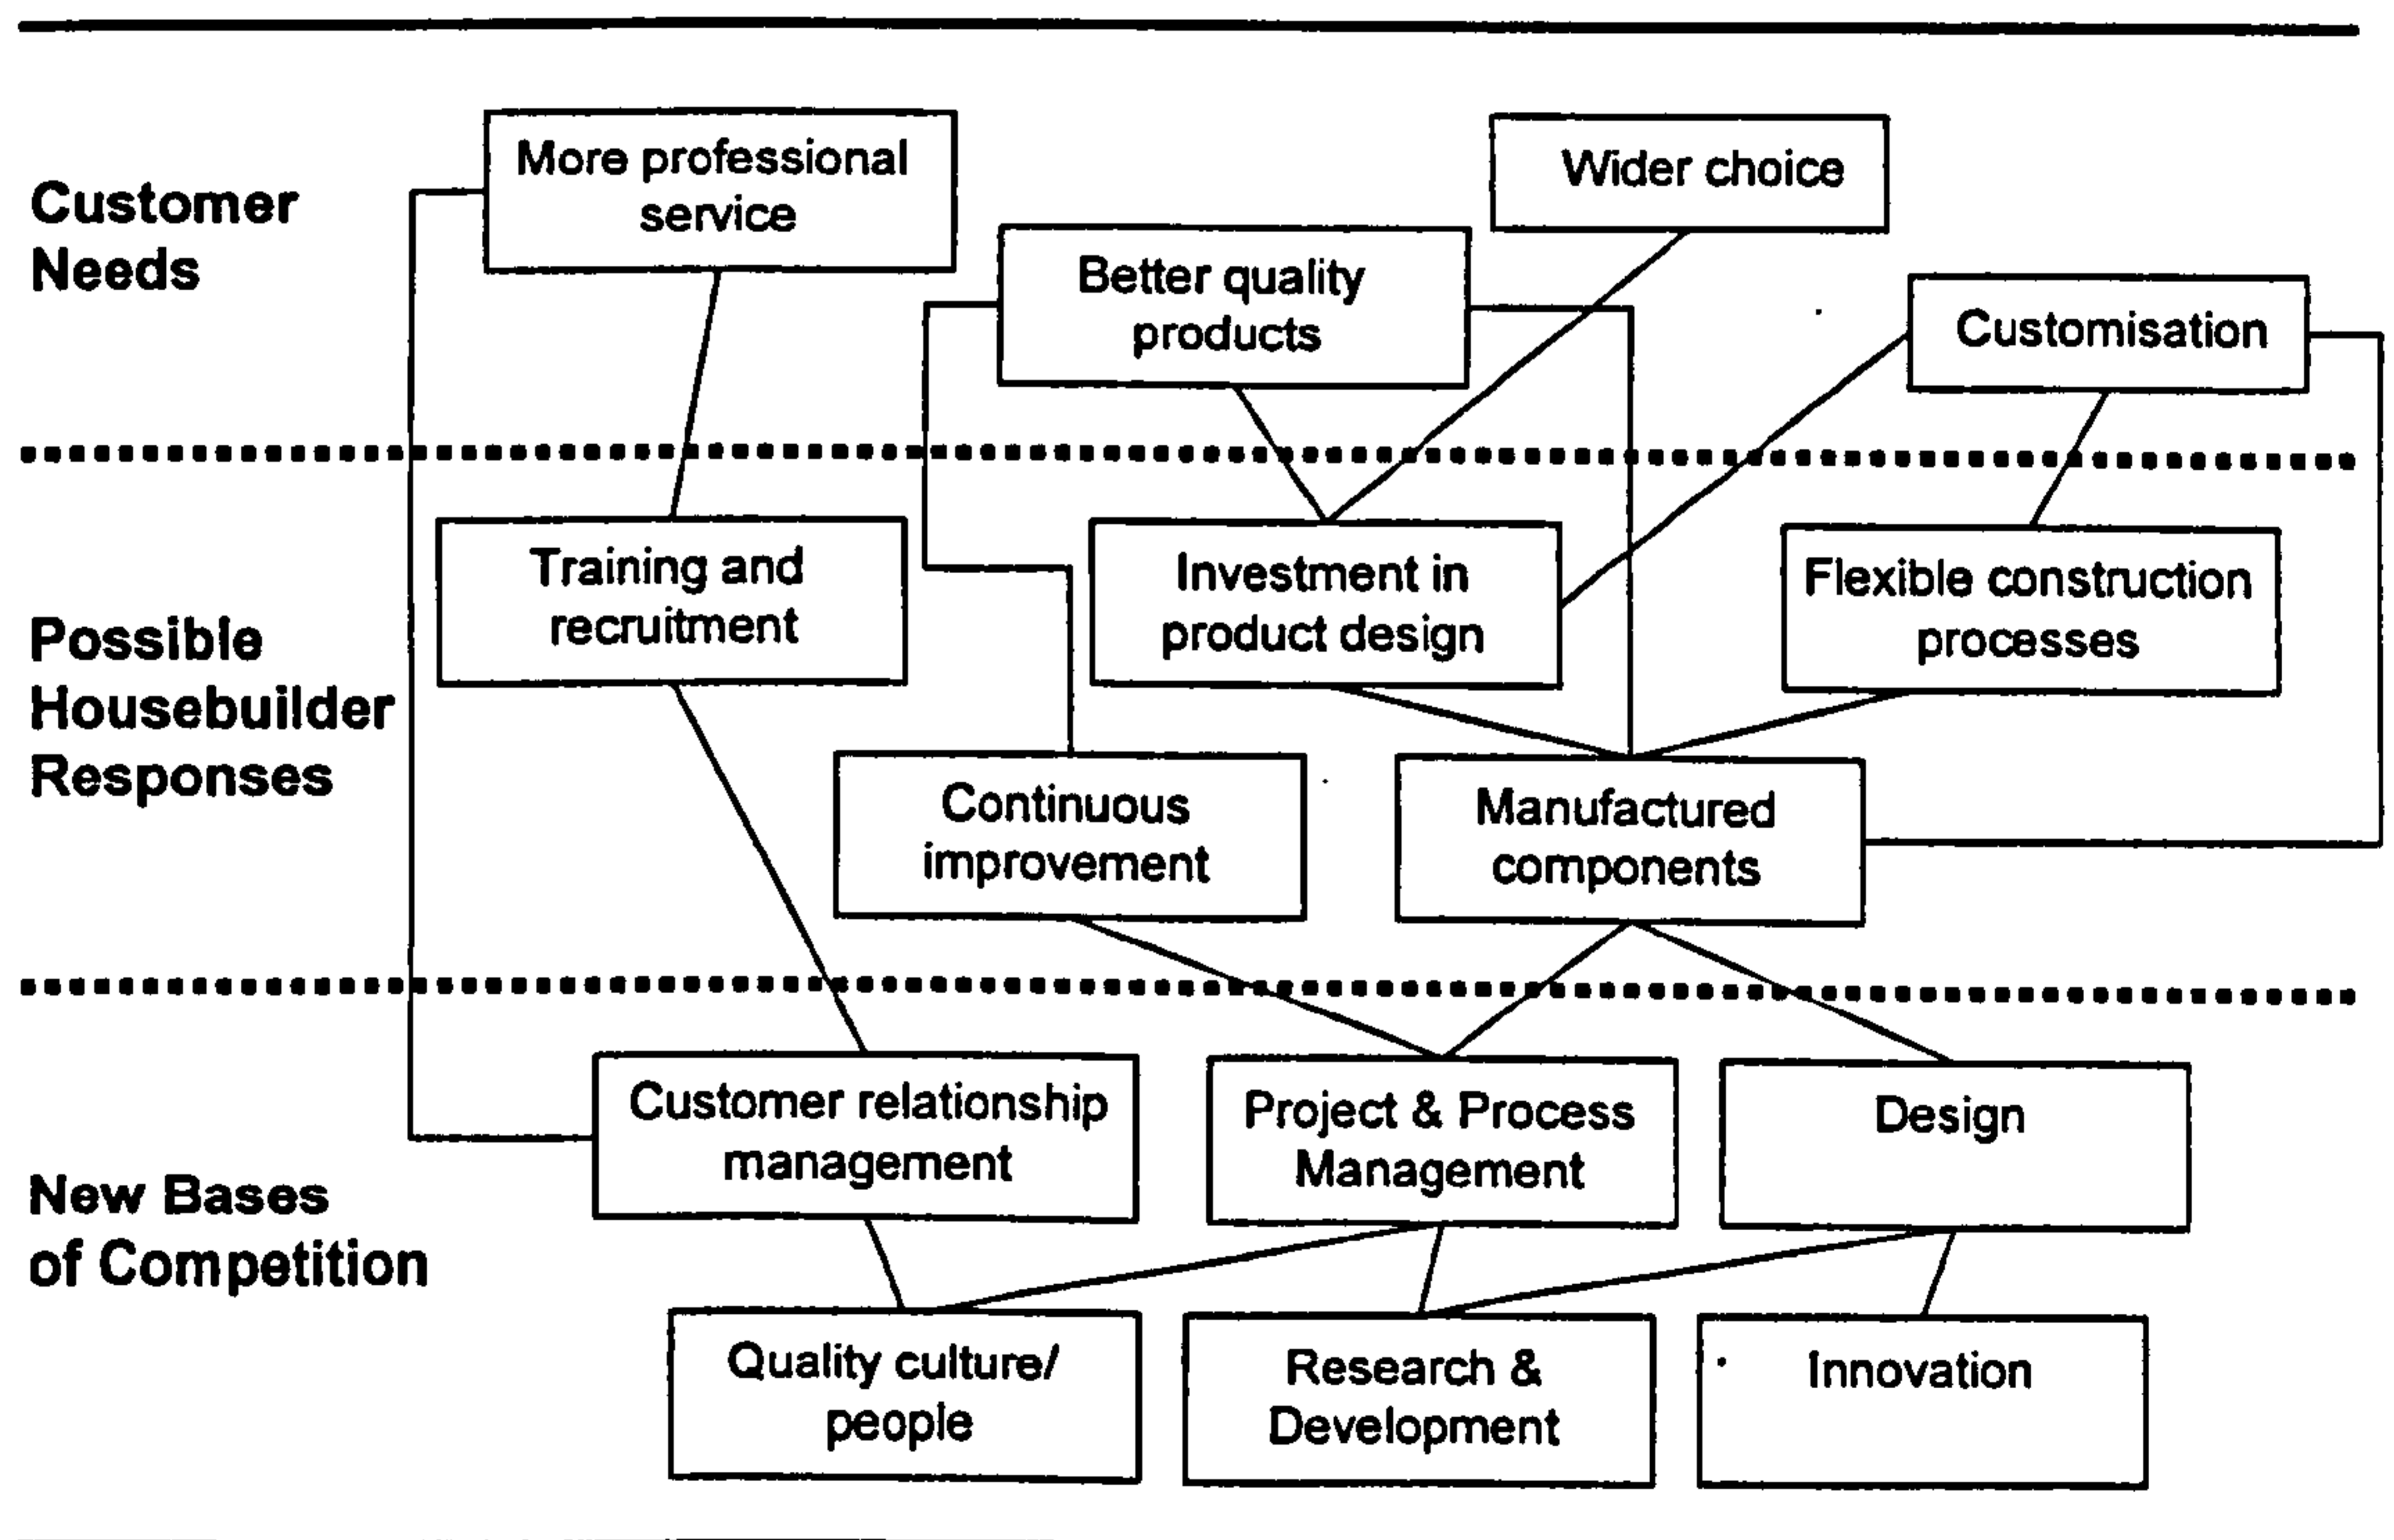 Customer
Needs
More professional
service
Wider choice
Better quality
products
Customisation
Possible
Housebuilder
Responses
Training and
recruitment
Investment in
product design
Flexible construction
processes
Continuous
improvement
Manufactured
components
New Bases
of Competition
Customer relationship
management
Project & Process
Management
Design
Quality culture/
people
Research &
Development
Innovation